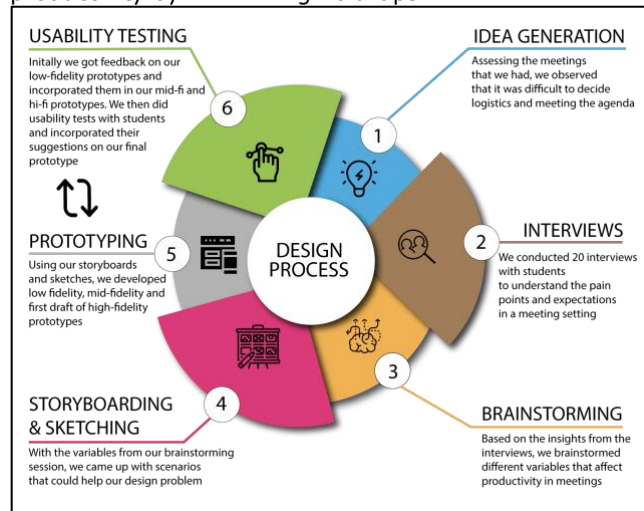 USABILITY TESTING
Initally we got feedback on our
low-fidelity prototypes and
incorporated them in our mid-fi and
hi-fi prototypes. We then did
usability tests with students
and incorporated their
suggestions on our final
prototype
6
IDEA GENERATION
Assessing the meetings
that we had, we observed
that it was difficult to decide
logistics and meeting the agenda
1
INTERVIEWS
We conducted 20 interviews
with students
to understand the pain
points and expectations
in a meeting setting
2
DESIGN
PROCESS
PROTOTYPING
Using our storyboards
and sketches, we developed
low fidelity, mid-fidelity and
first draft of high-fidelity
prototypes
5
BRAINSTORMING
Based on the insights from the
interviews, we brainstormed
different variables that affect
productivity in meetings
3
STORYBOARDING
& SKETCHING
With the variables from our brainstorming
session, we came up with scenarios
that could help our design problem
4